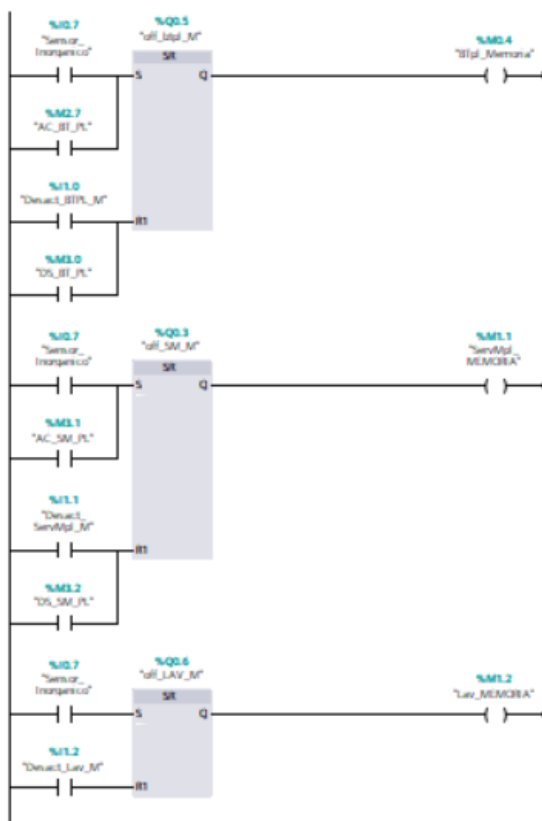 %I0.7
"Sensor_
Inorganico"
%Q0.5
"off_btpl_M"
SR
S
Q
%M0.4
"BTpl_Memoria"
%M2.7
"AC_BT_PL"
%I1.0
"Desact_BTPL_M"
R1
%M3.0
"DS_BT_PL"
%I0.7
"Sensor_
Inorganico"
%Q0.3
"off_SM_M"
SR
S
Q
%M1.1
"ServMpl_
MEMORIA"
%M3.1
"AC_SM_PL"
%I1.1
"Desact_
ServMpl_M"
R1
%M3.2
"DS_SM_PL"
%I0.7
"Sensor_
Inorganico"
%Q0.6
"off_LAV_M"
SR
S
Q
%M1.2
"Lav_MEMORIA"
%I1.2
"Desact_Lav_M"
R1